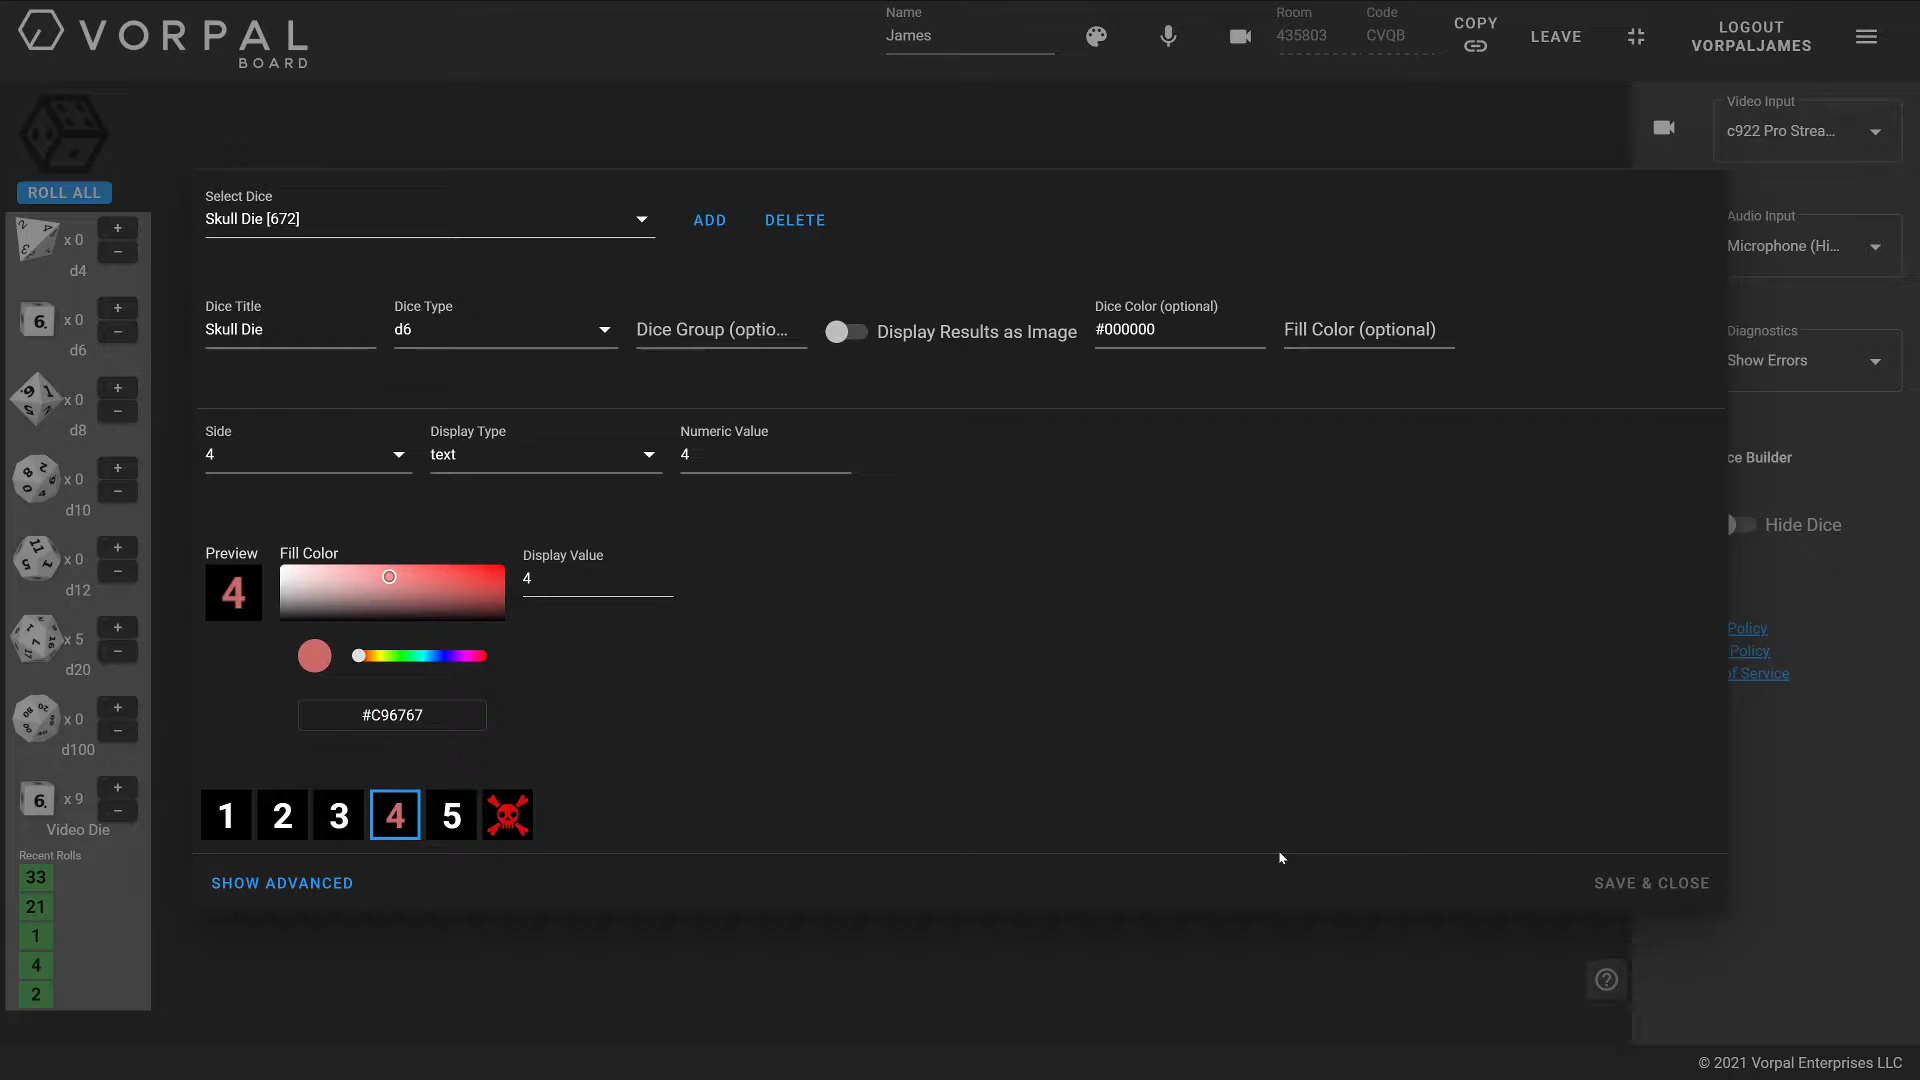 VORPAL
BOARD
Name
James
Room
435803
Code
CVQB
COPY
LEAVE
LOGOUT
VORPALJAMES
ROLL ALL
x 0
d4
+
−
6.
x 0
d6
+
−
x 0
d8
+
−
x 0
d10
+
−
x 0
d12
+
−
x 5
d20
+
−
x 0
d100
+
−
6.
x 9
Video Die
+
−
Recent Rolls
33
21
1
4
2
Select Dice
Skull Die [672]
ADD
DELETE
Dice Title
Skull Die
Dice Type
d6
Dice Group (optio...
Display Results as Image
Dice Color (optional)
#000000
Fill Color (optional)
Side
4
Display Type
text
Numeric Value
4
Preview
4
Fill Color
#C96767
Display Value
4
1 2 3 4 5
SHOW ADVANCED
SAVE & CLOSE
Video Input
c922 Pro Strea...
Audio Input
Microphone (Hi...
Diagnostics
Show Errors
ce Builder
Hide Dice
Policy
Policy
of Service
© 2021 Vorpal Enterprises LLC